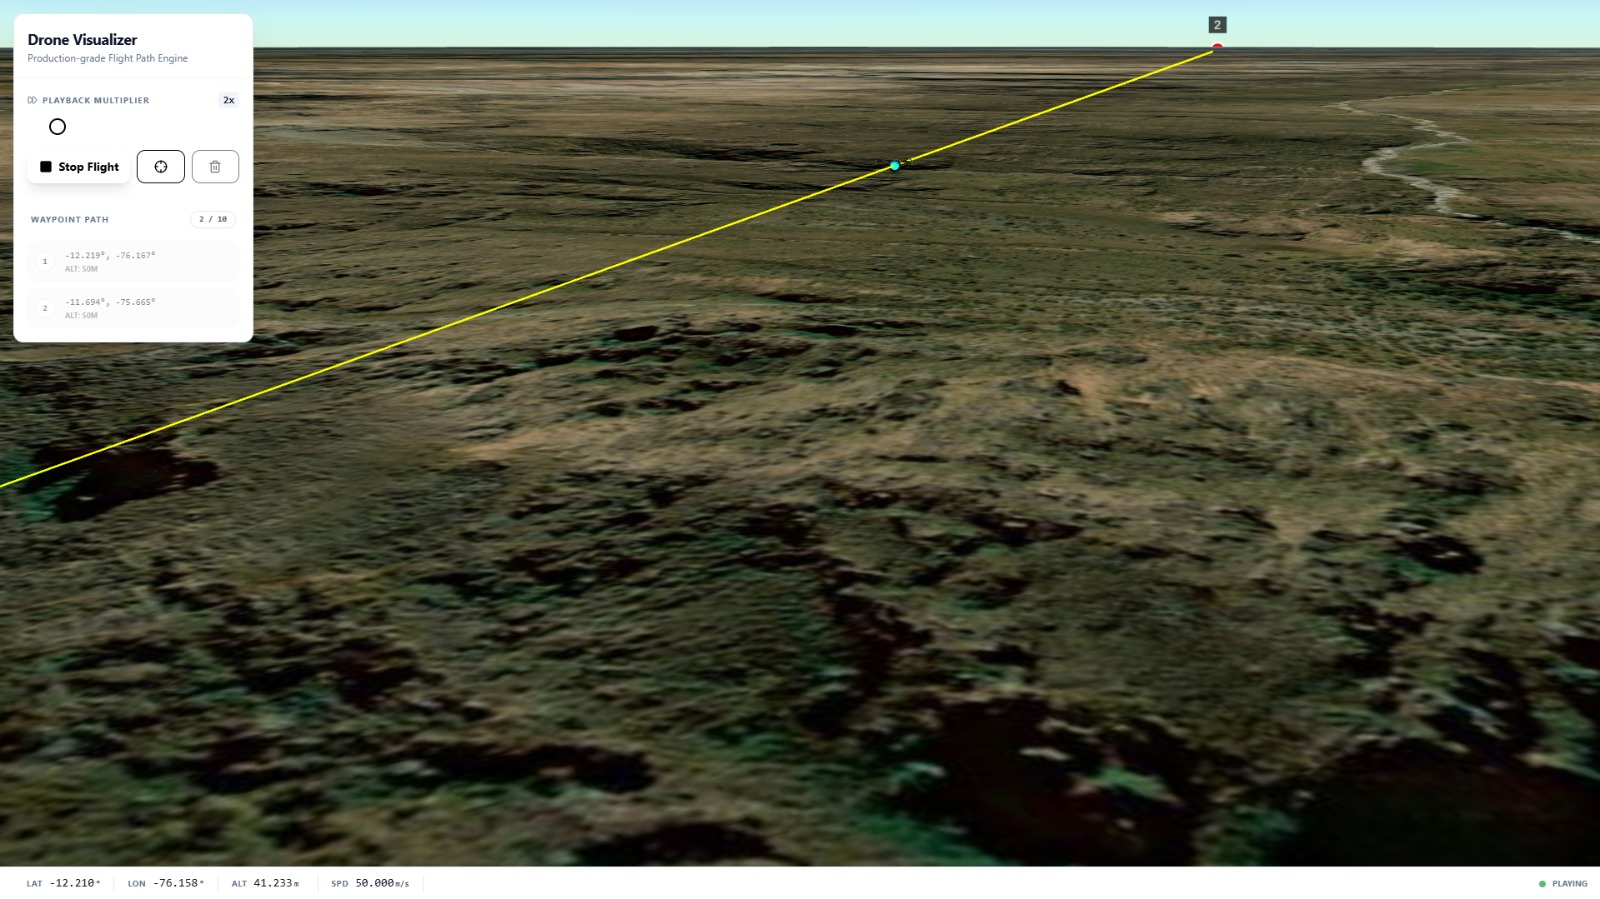 2
Drone Visualizer
Production-grade Flight Path Engine
PLAYBACK MULTIPLIER 2x
Stop Flight
WAYPOINT PATH 2 / 10
1 -12.219°, -76.167°
ALT: 50M
2 -11.694°, -75.665°
ALT: 50M
LAT -12.210° LON -76.158° ALT 41.233m SPD 50.000m/s PLAYING